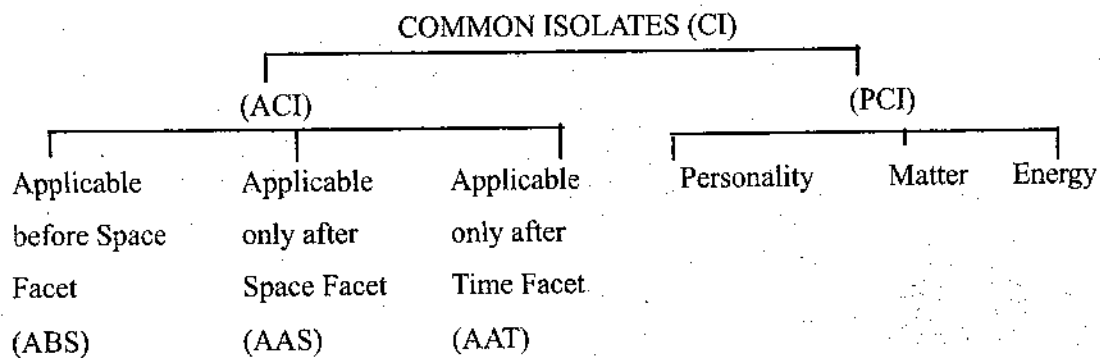 COMMON ISOLATES (CI)
(ACI) (PCI)
Applicable Applicable Applicable Personality Matter Energy
before Space only after only after
Facet Space Facet Time Facet
(ABS) (AAS) (AAT)